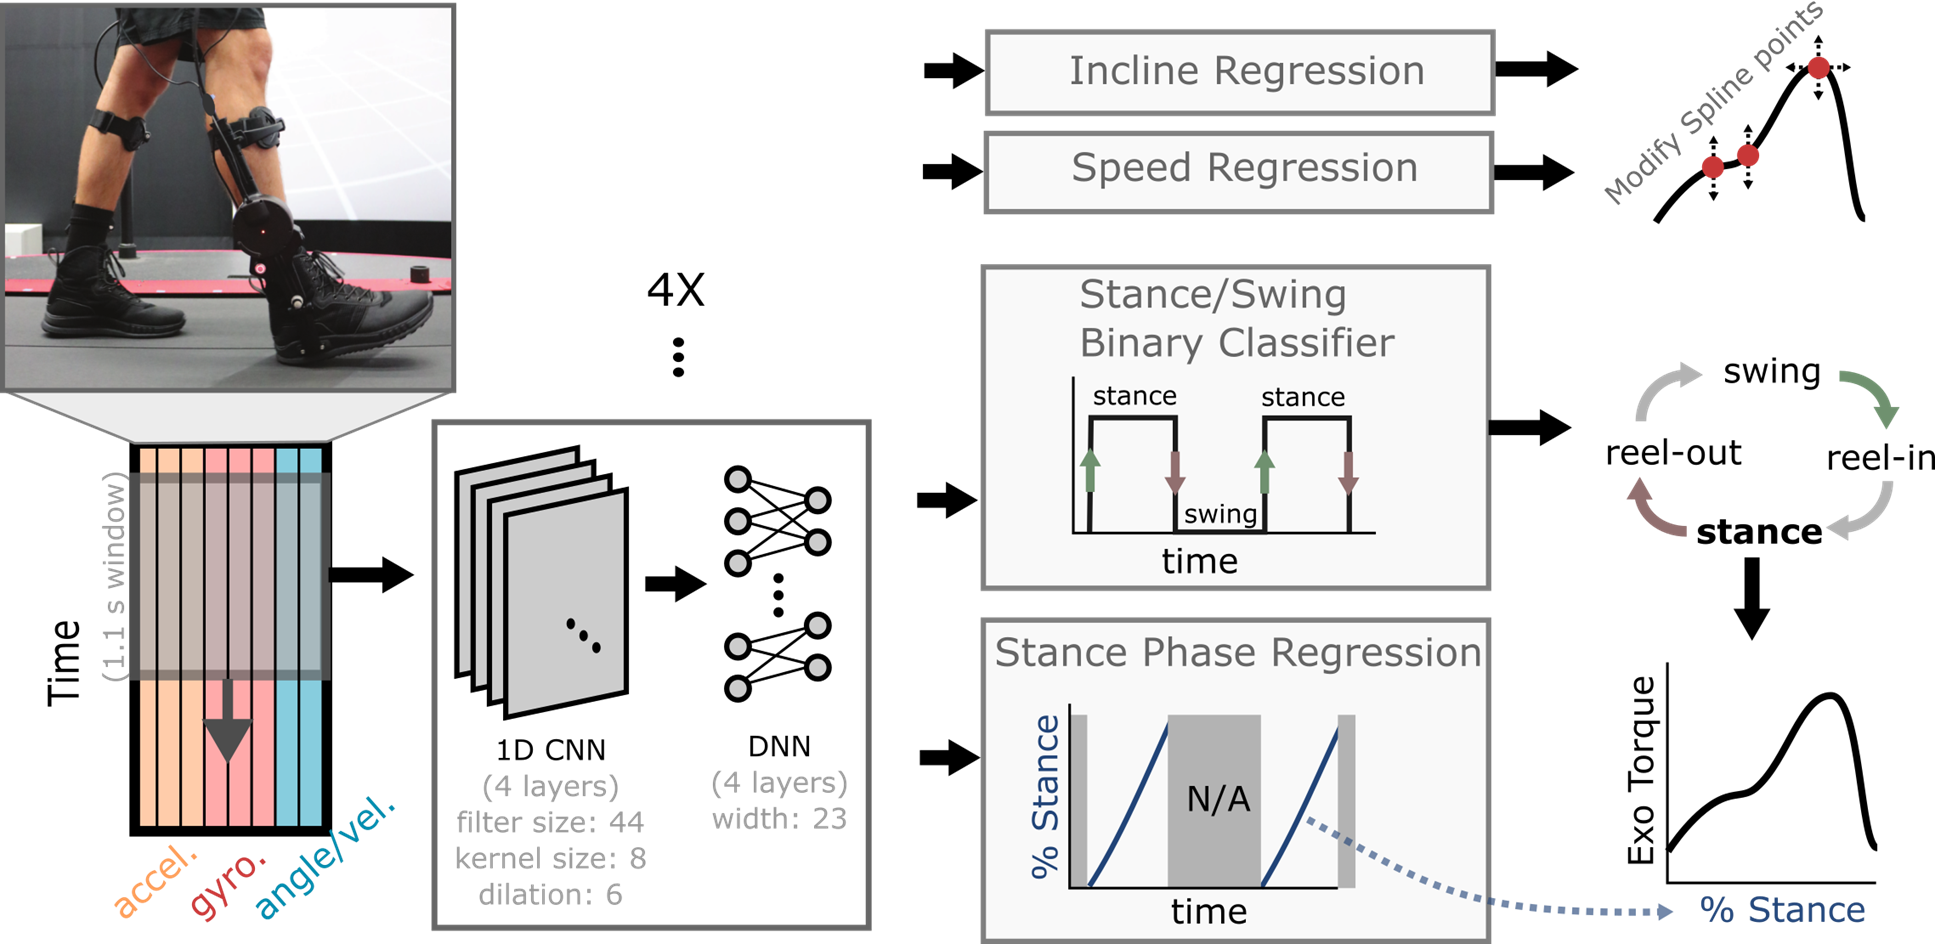 Incline Regression
Speed Regression
Modify Spline points
4X
Stance/Swing
Binary Classifier
stance
stance
swing
time
swing
reel-out
reel-in
stance
Time
(1.1 s window)
accel.
gyro.
angle/vel.
1D CNN
(4 layers)
filter size: 44
kernel size: 8
dilation: 6
DNN
(4 layers)
width: 23
Stance Phase Regression
% Stance
N/A
time
Exo Torque
% Stance